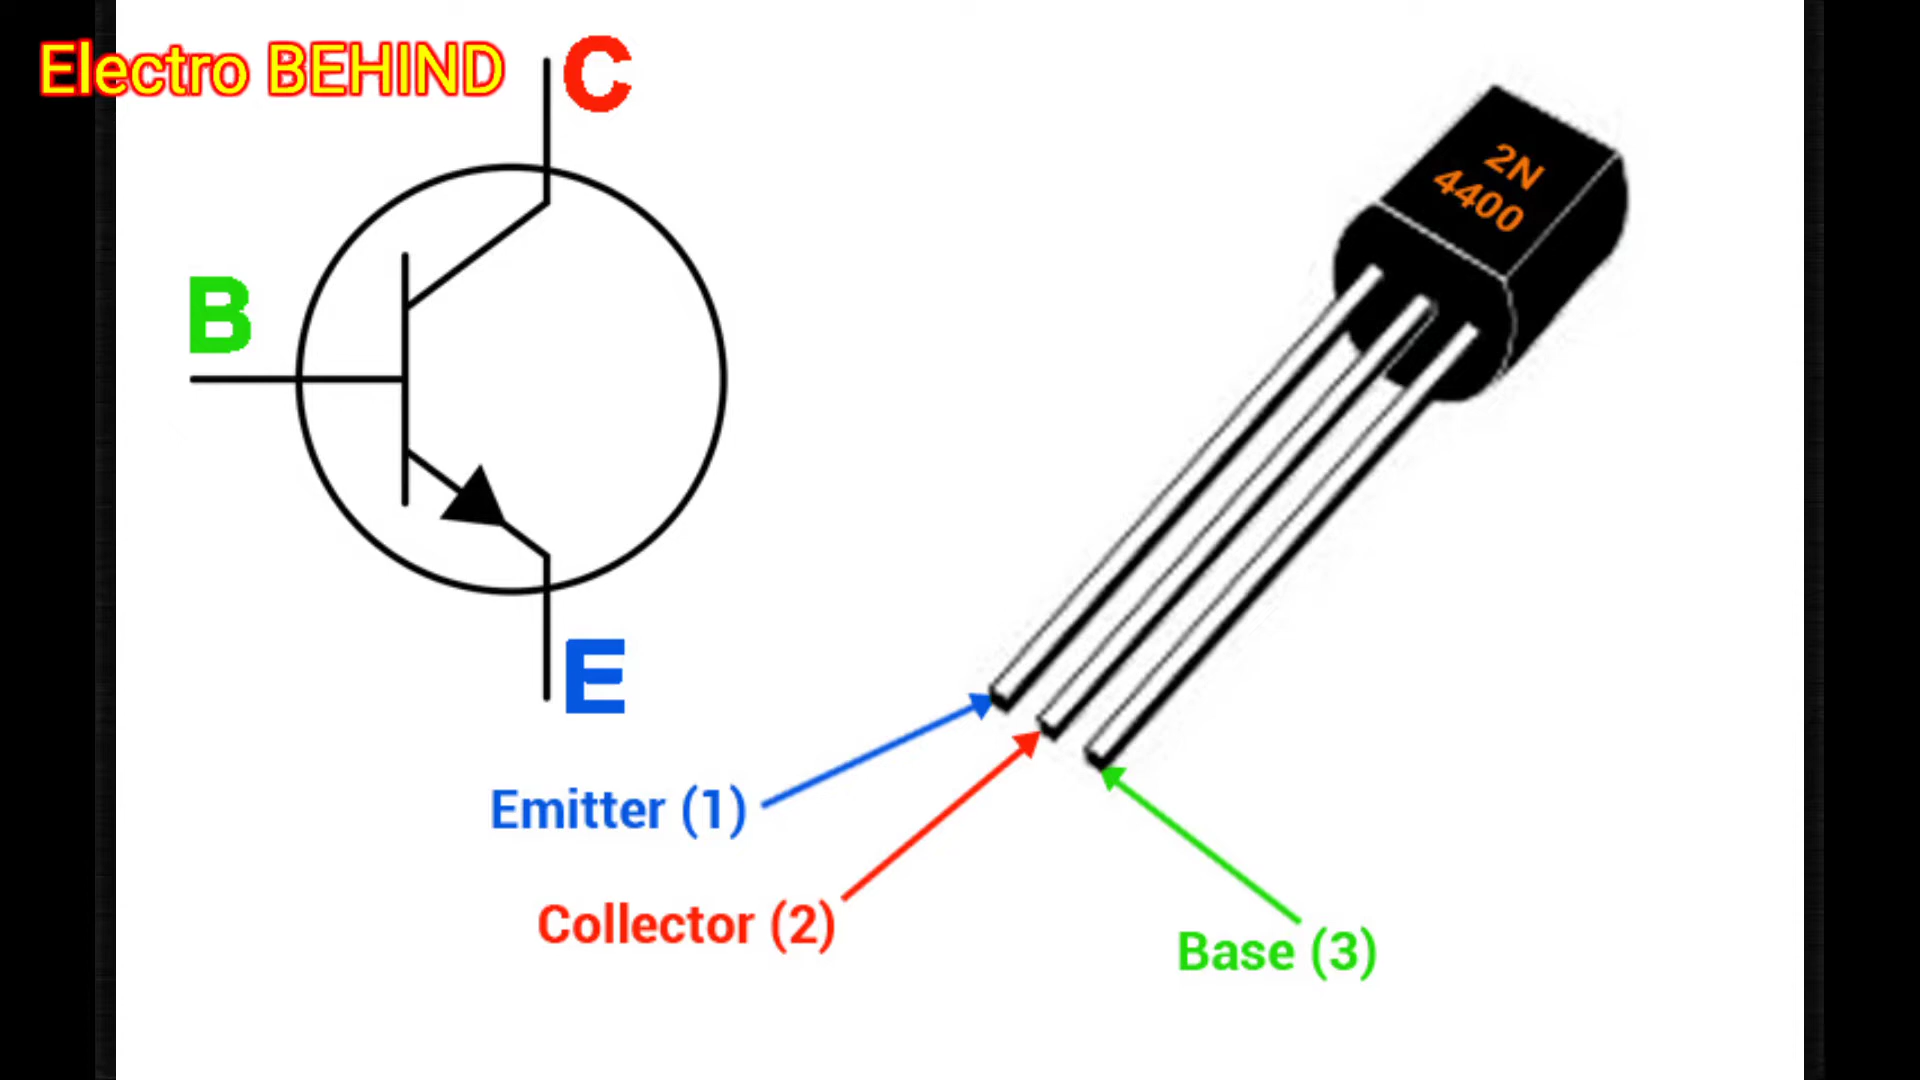 Electro BEHIND
C
B
E
2N
4400
Emitter (1)
Collector (2)
Base (3)